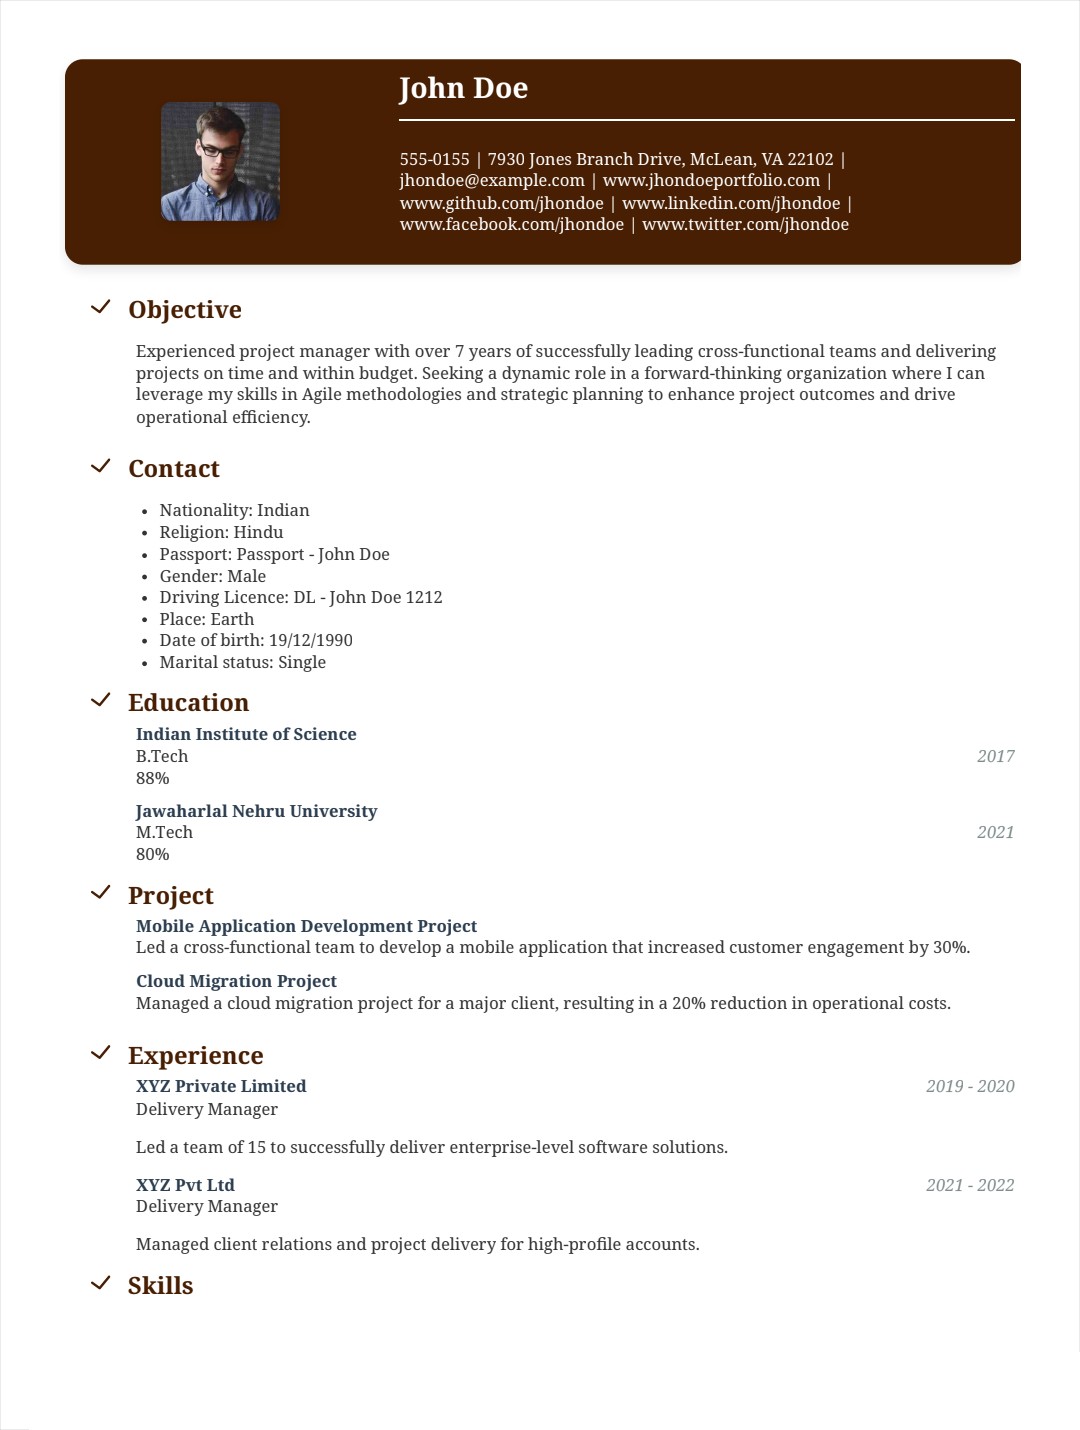 John Doe
555-0155 | 7930 Jones Branch Drive, McLean, VA 22102 |
jhondoe@example.com | www.jhondoeportfolio.com |
www.github.com/jhondoe | www.linkedin.com/jhondoe |
www.facebook.com/jhondoe | www.twitter.com/jhondoe
Objective
Experienced project manager with over 7 years of successfully leading cross-functional teams and delivering
projects on time and within budget. Seeking a dynamic role in a forward-thinking organization where I can
leverage my skills in Agile methodologies and strategic planning to enhance project outcomes and drive
operational efficiency.
Contact
• Nationality: Indian
• Religion: Hindu
• Passport: Passport - John Doe
• Gender: Male
• Driving Licence: DL - John Doe 1212
• Place: Earth
• Date of birth: 19/12/1990
• Marital status: Single
Education
Indian Institute of Science
B.Tech 2017
88%
Jawaharlal Nehru University
M.Tech 2021
80%
Project
Mobile Application Development Project
Led a cross-functional team to develop a mobile application that increased customer engagement by 30%.
Cloud Migration Project
Managed a cloud migration project for a major client, resulting in a 20% reduction in operational costs.
Experience
XYZ Private Limited 2019 - 2020
Delivery Manager
Led a team of 15 to successfully deliver enterprise-level software solutions.
XYZ Pvt Ltd 2021 - 2022
Delivery Manager
Managed client relations and project delivery for high-profile accounts.
Skills